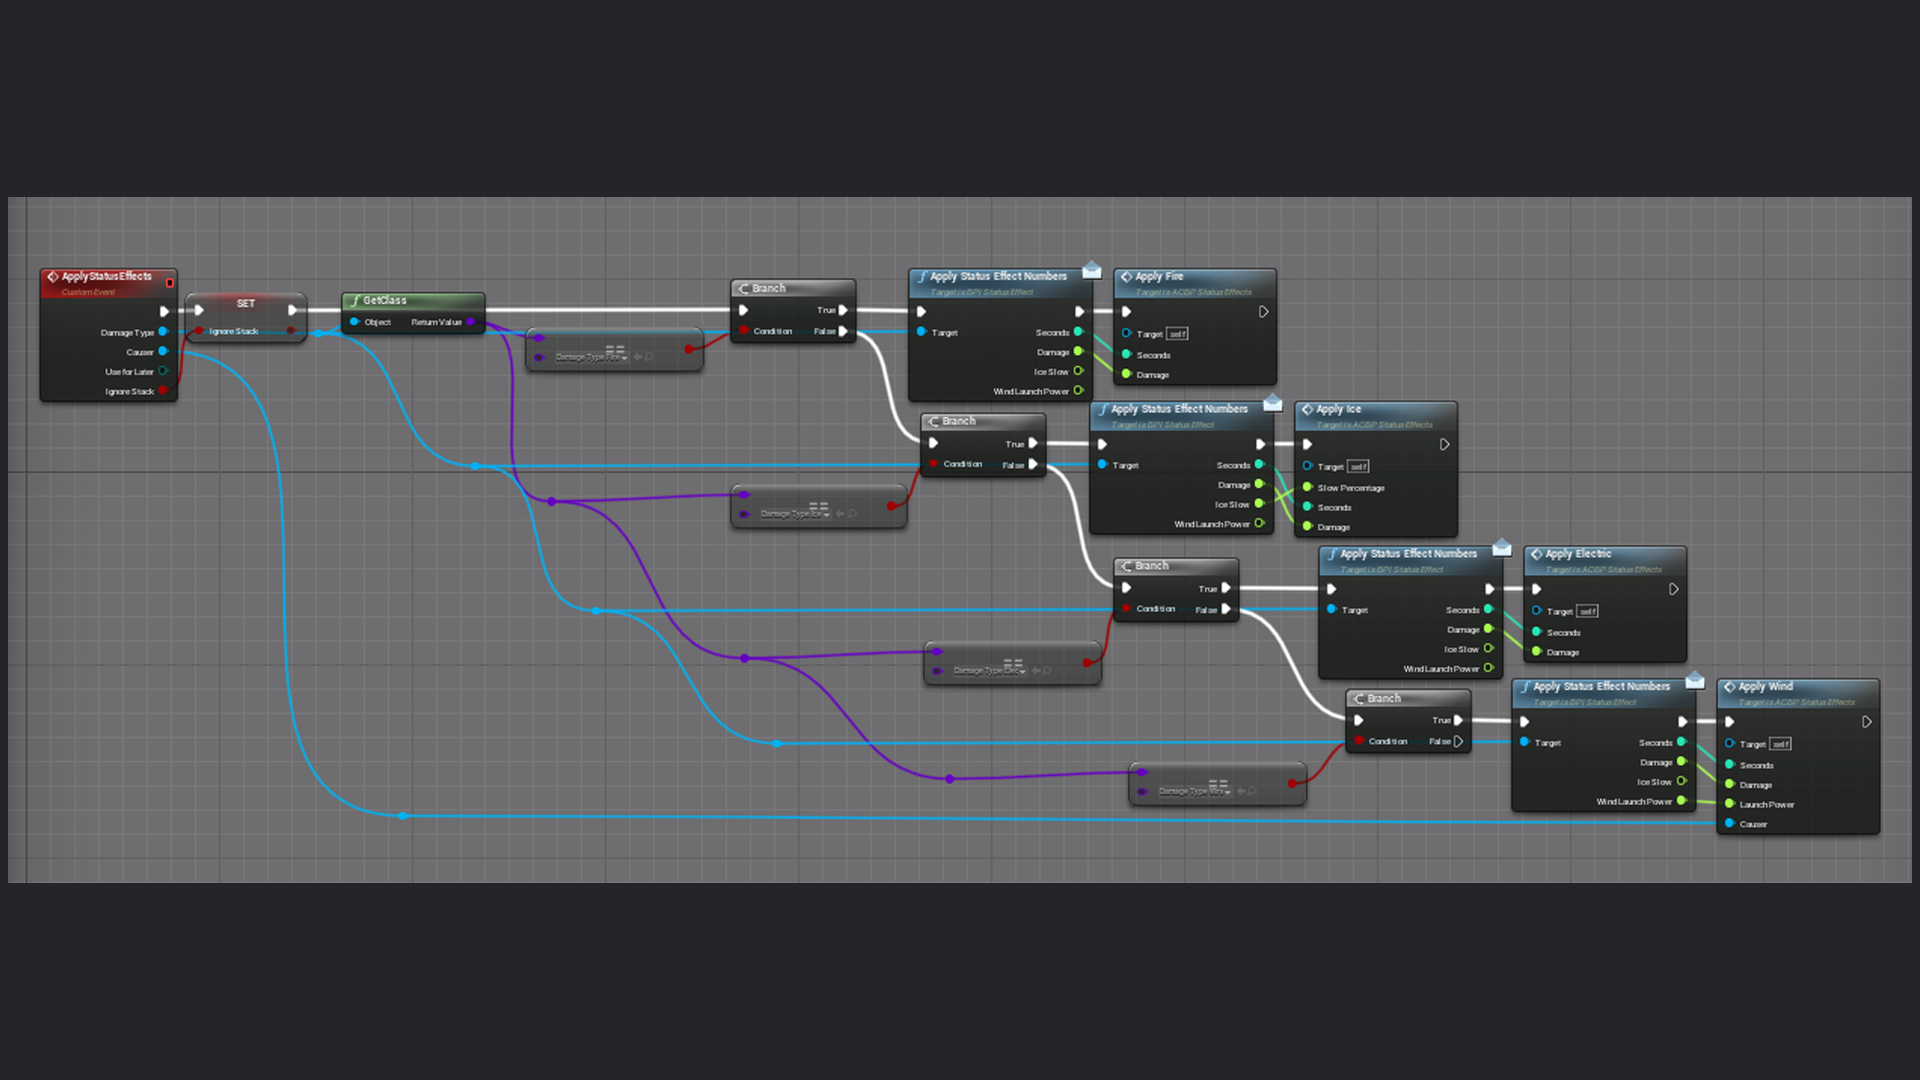 ApplyStatusEffects
Custom Event
Damage Type
Causer
Use for Later
Ignore Stack
SET
Ignore Stack
GetClass
Object Return Value
==
Damage Type Fire
Branch
True
Condition False
Apply Status Effect Numbers
Target is BPI Status Effect
Target
Seconds
Damage
Ice Slow
Wind Launch Power
Apply Fire
Target is ACBP Status Effects
Target self
Seconds
Damage
Branch
True
Condition False
==
Damage Type Ice
Apply Status Effect Numbers
Target is BPI Status Effect
Target Seconds
Damage
Ice Slow
Wind Launch Power
Apply Ice
Target is ACBP Status Effects
Target self
Slow Percentage
Seconds
Damage
Branch
True
Condition False
==
Damage Type Elec
Apply Status Effect Numbers
Target is BPI Status Effect
Target Seconds
Damage
Ice Slow
Wind Launch Power
Apply Electric
Target is ACBP Status Effects
Target self
Seconds
Damage
Branch
True
Condition False
==
Damage Type
Apply Status Effect Numbers
Target is BPI Status Effect
Target Seconds
Damage
Ice Slow
Wind Launch Power
Apply Wind
Target is ACBP Status Effects
Target self
Seconds
Damage
Launch Power
Causer